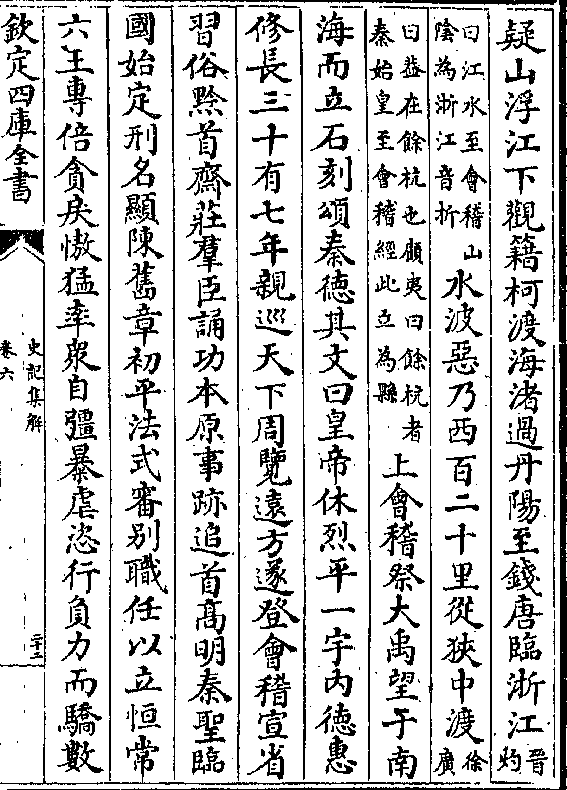 疑山浮江下觀籍柯渡海渚過丹陽至錢唐臨浙江晋灼
曰江水至會稽山陰為浙江音折水波惡乃西百二十里從狹中渡徐廣
曰葢在餘杭也顧夷曰餘杭者秦始皇至會稽經此立為縣上會稽祭大禹望于南
海而立石刻頌秦德其文曰皇帝休烈平一宇内德惠
修長三十有七年親巡天下周覽遠方遂登會稽宣省
習俗黔首齋莊羣臣誦功本原事跡追首髙明秦聖臨
國始定刑名顯陳舊章初平法式審别職任以立恒常
六王專倍貪戾慠猛率衆自彊暴虐恣行負力而驕數
欽定四庫全書
史記集解
卷六